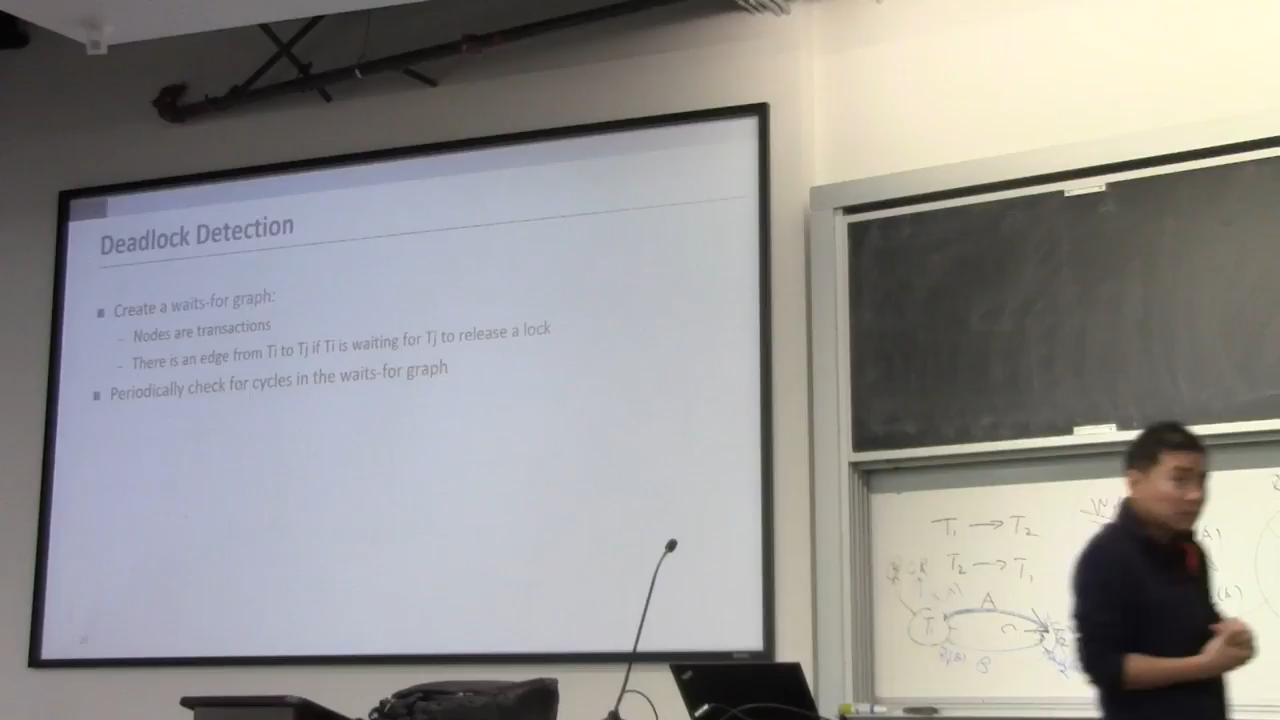 Deadlock Detection
■ Create a waits-for graph:
– Nodes are transactions
– There is an edge from Ti to Tj if Ti is waiting for Tj to release a lock
■ Periodically check for cycles in the waits-for graph
T1 → T2
T2 → T1
A
T1